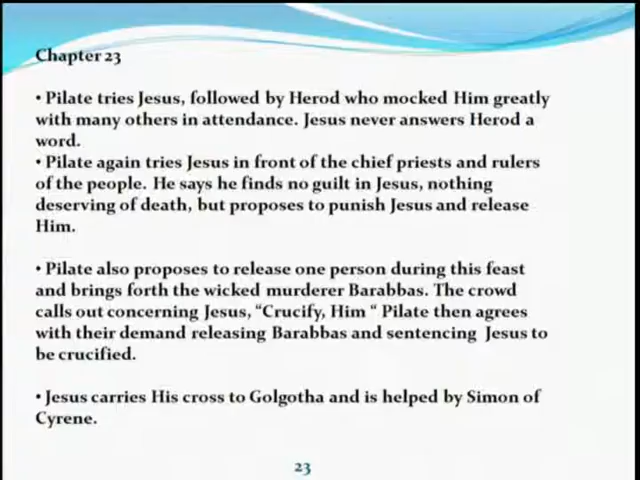 Chapter 23
• Pilate tries Jesus, followed by Herod who mocked Him greatly
with many others in attendance. Jesus never answers Herod a
word.
• Pilate again tries Jesus in front of the chief priests and rulers
of the people. He says he finds no guilt in Jesus, nothing
deserving of death, but proposes to punish Jesus and release
Him.
• Pilate also proposes to release one person during this feast
and brings forth the wicked murderer Barabbas. The crowd
calls out concerning Jesus, “Crucify, Him “ Pilate then agrees
with their demand releasing Barabbas and sentencing Jesus to
be crucified.
• Jesus carries His cross to Golgotha and is helped by Simon of
Cyrene.
23